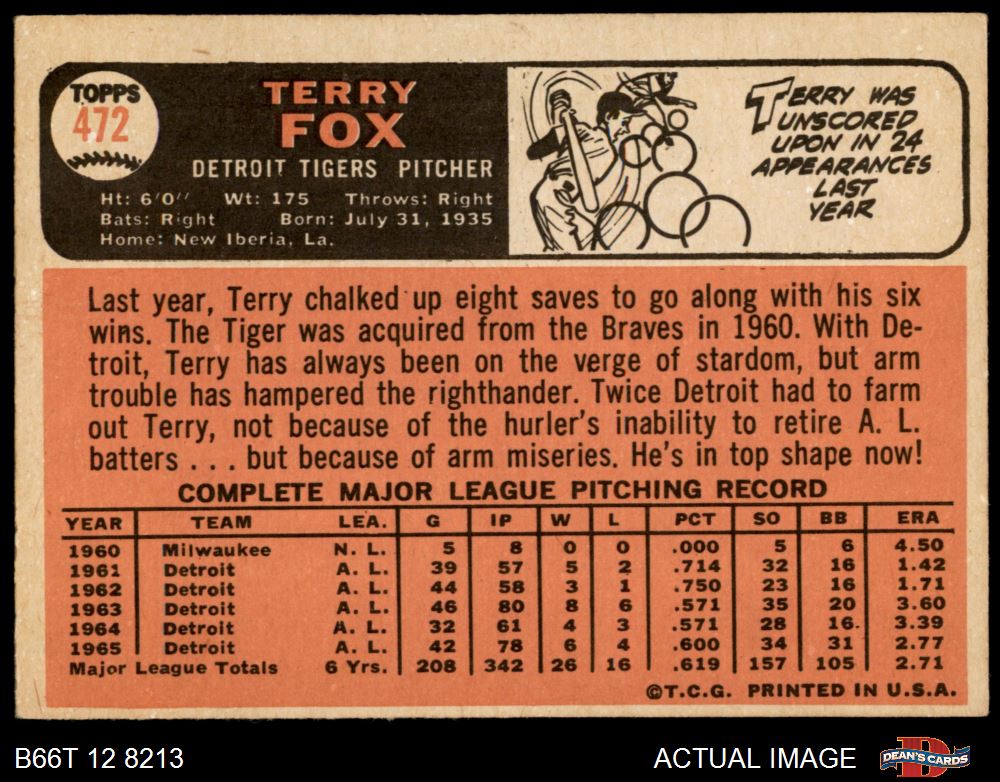 TOPPS
472
TERRY
FOX
DETROIT TIGERS PITCHER
Ht: 6'0'' Wt: 175 Throws: Right
Bats: Right Born: July 31, 1935
Home: New Iberia, La.
TERRY WAS
UNSCORED
UPON IN 24
APPEARANCES
LAST
YEAR
Last year, Terry chalked up eight saves to go along with his six
wins. The Tiger was acquired from the Braves in 1960. With De-
troit, Terry has always been on the verge of stardom, but arm
trouble has hampered the righthander. Twice Detroit had to farm
out Terry, not because of the hurler's inability to retire A. L.
batters . . . but because of arm miseries. He's in top shape now!
COMPLETE MAJOR LEAGUE PITCHING RECORD
YEAR TEAM LEA. G IP W L PCT SO BB ERA
1960 Milwaukee N. L. 5 8 0 0 .000 5 6 4.50
1961 Detroit A. L. 39 57 5 2 .714 32 16 1.42
1962 Detroit A. L. 44 58 3 1 .750 23 16 1.71
1963 Detroit A. L. 46 80 8 6 .571 35 20 3.60
1964 Detroit A. L. 32 61 4 3 .571 28 16. 3.39
1965 Detroit A. L. 42 78 6 4 .600 34 31 2.77
Major League Totals 6 Yrs. 208 342 26 16 .619 157 105 2.71
©T.C.G. PRINTED IN U.S.A.
B66T 12 8213 ACTUAL IMAGE DEAN'S CARDS